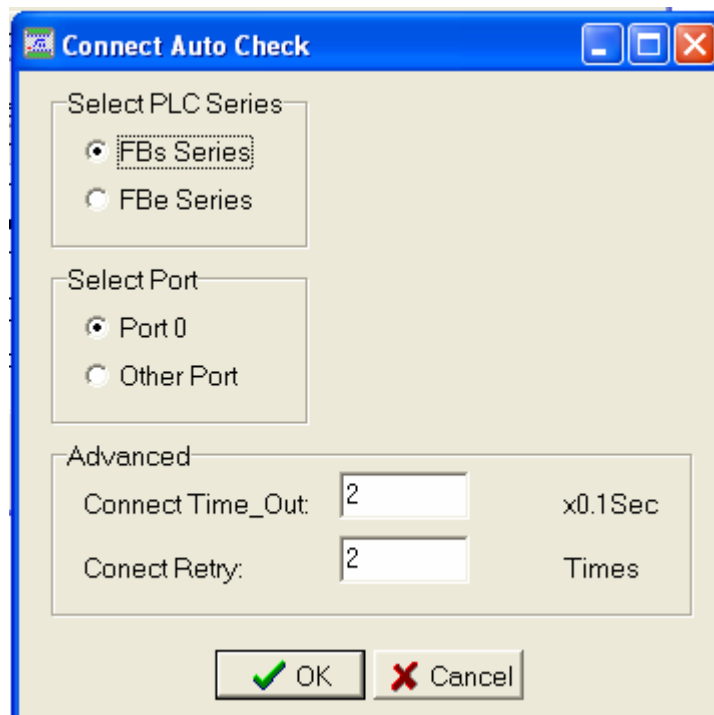 Connect Auto Check
Select PLC Series
FBs Series
FBe Series
Select Port
Port 0
Other Port
Advanced
Connect Time_Out: 2 x0.1Sec
Conect Retry: 2 Times
OK Cancel